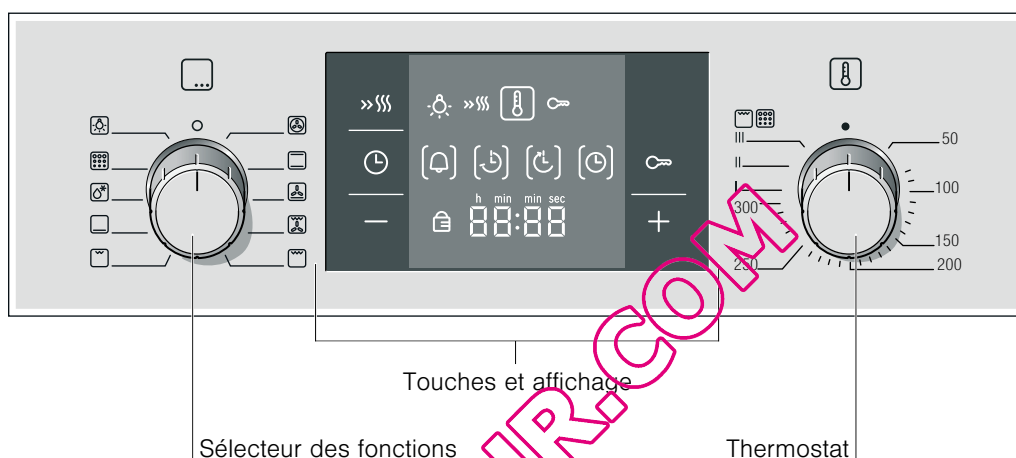 h min min sec
88:88
III
II
I
50
100
150
200
250
300
Touches et affichage
Sélecteur des fonctions
Thermostat
R.COM